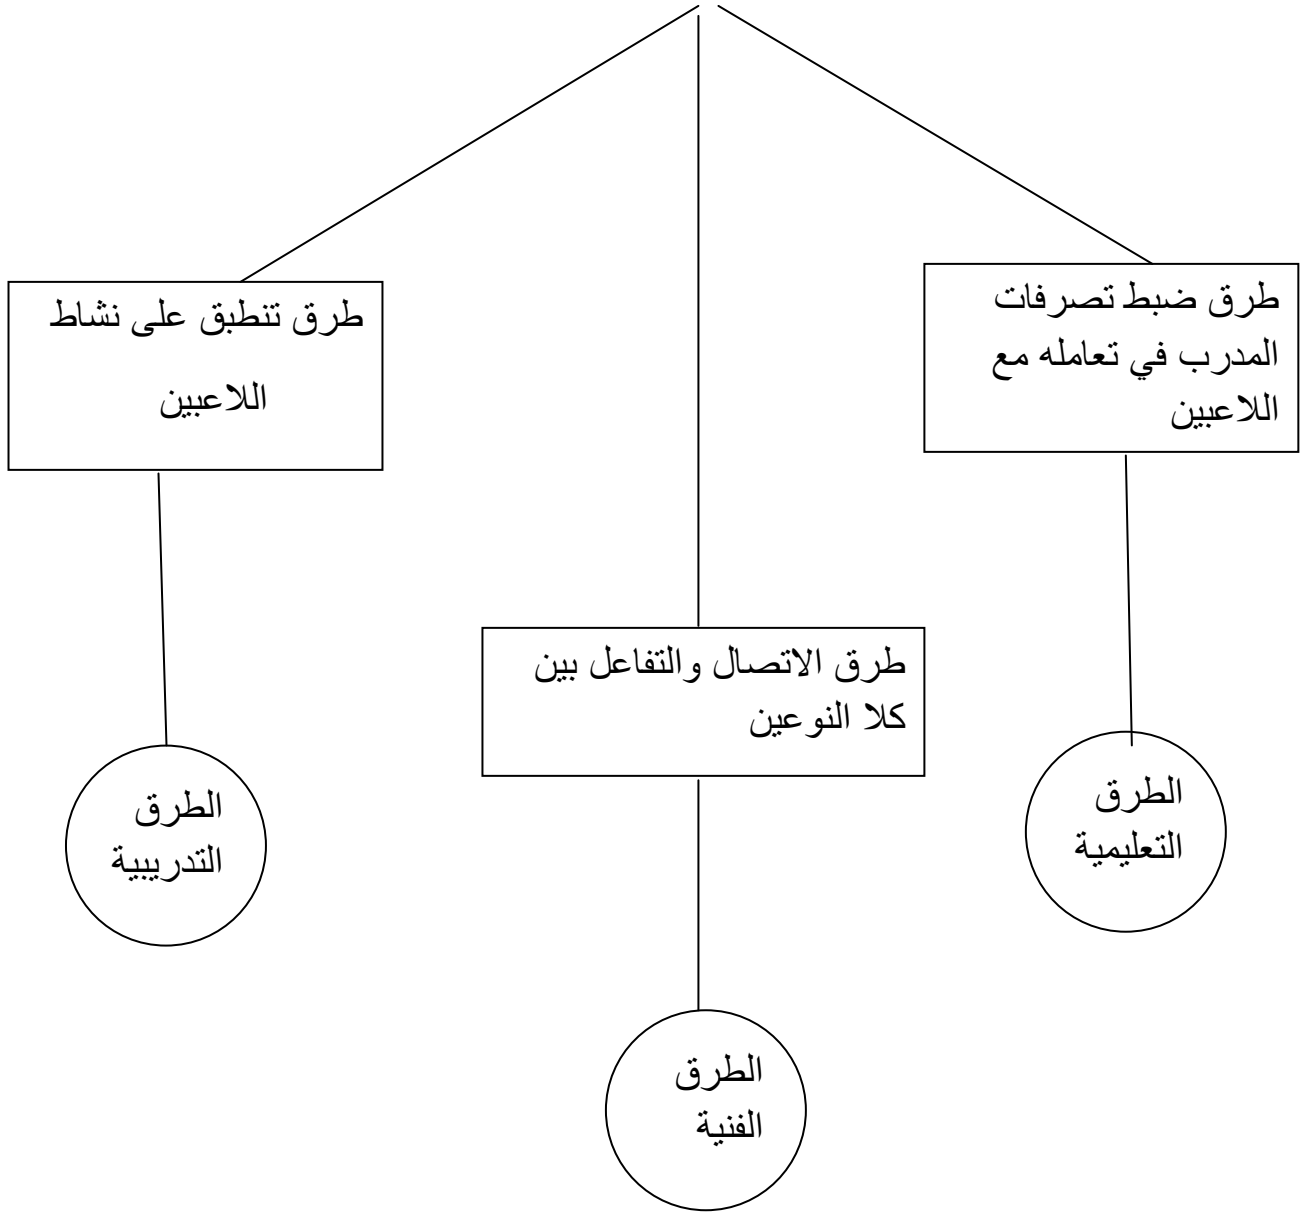 طرق ضبط تصرفات
المدرب في تعامله مع
اللاعبين
طرق تنطبق على نشاط
اللاعبين
طرق الاتصال والتفاعل بين
كلا النوعين
الطرق
التعليمية
الطرق
التدريبية
الطرق
الفنية